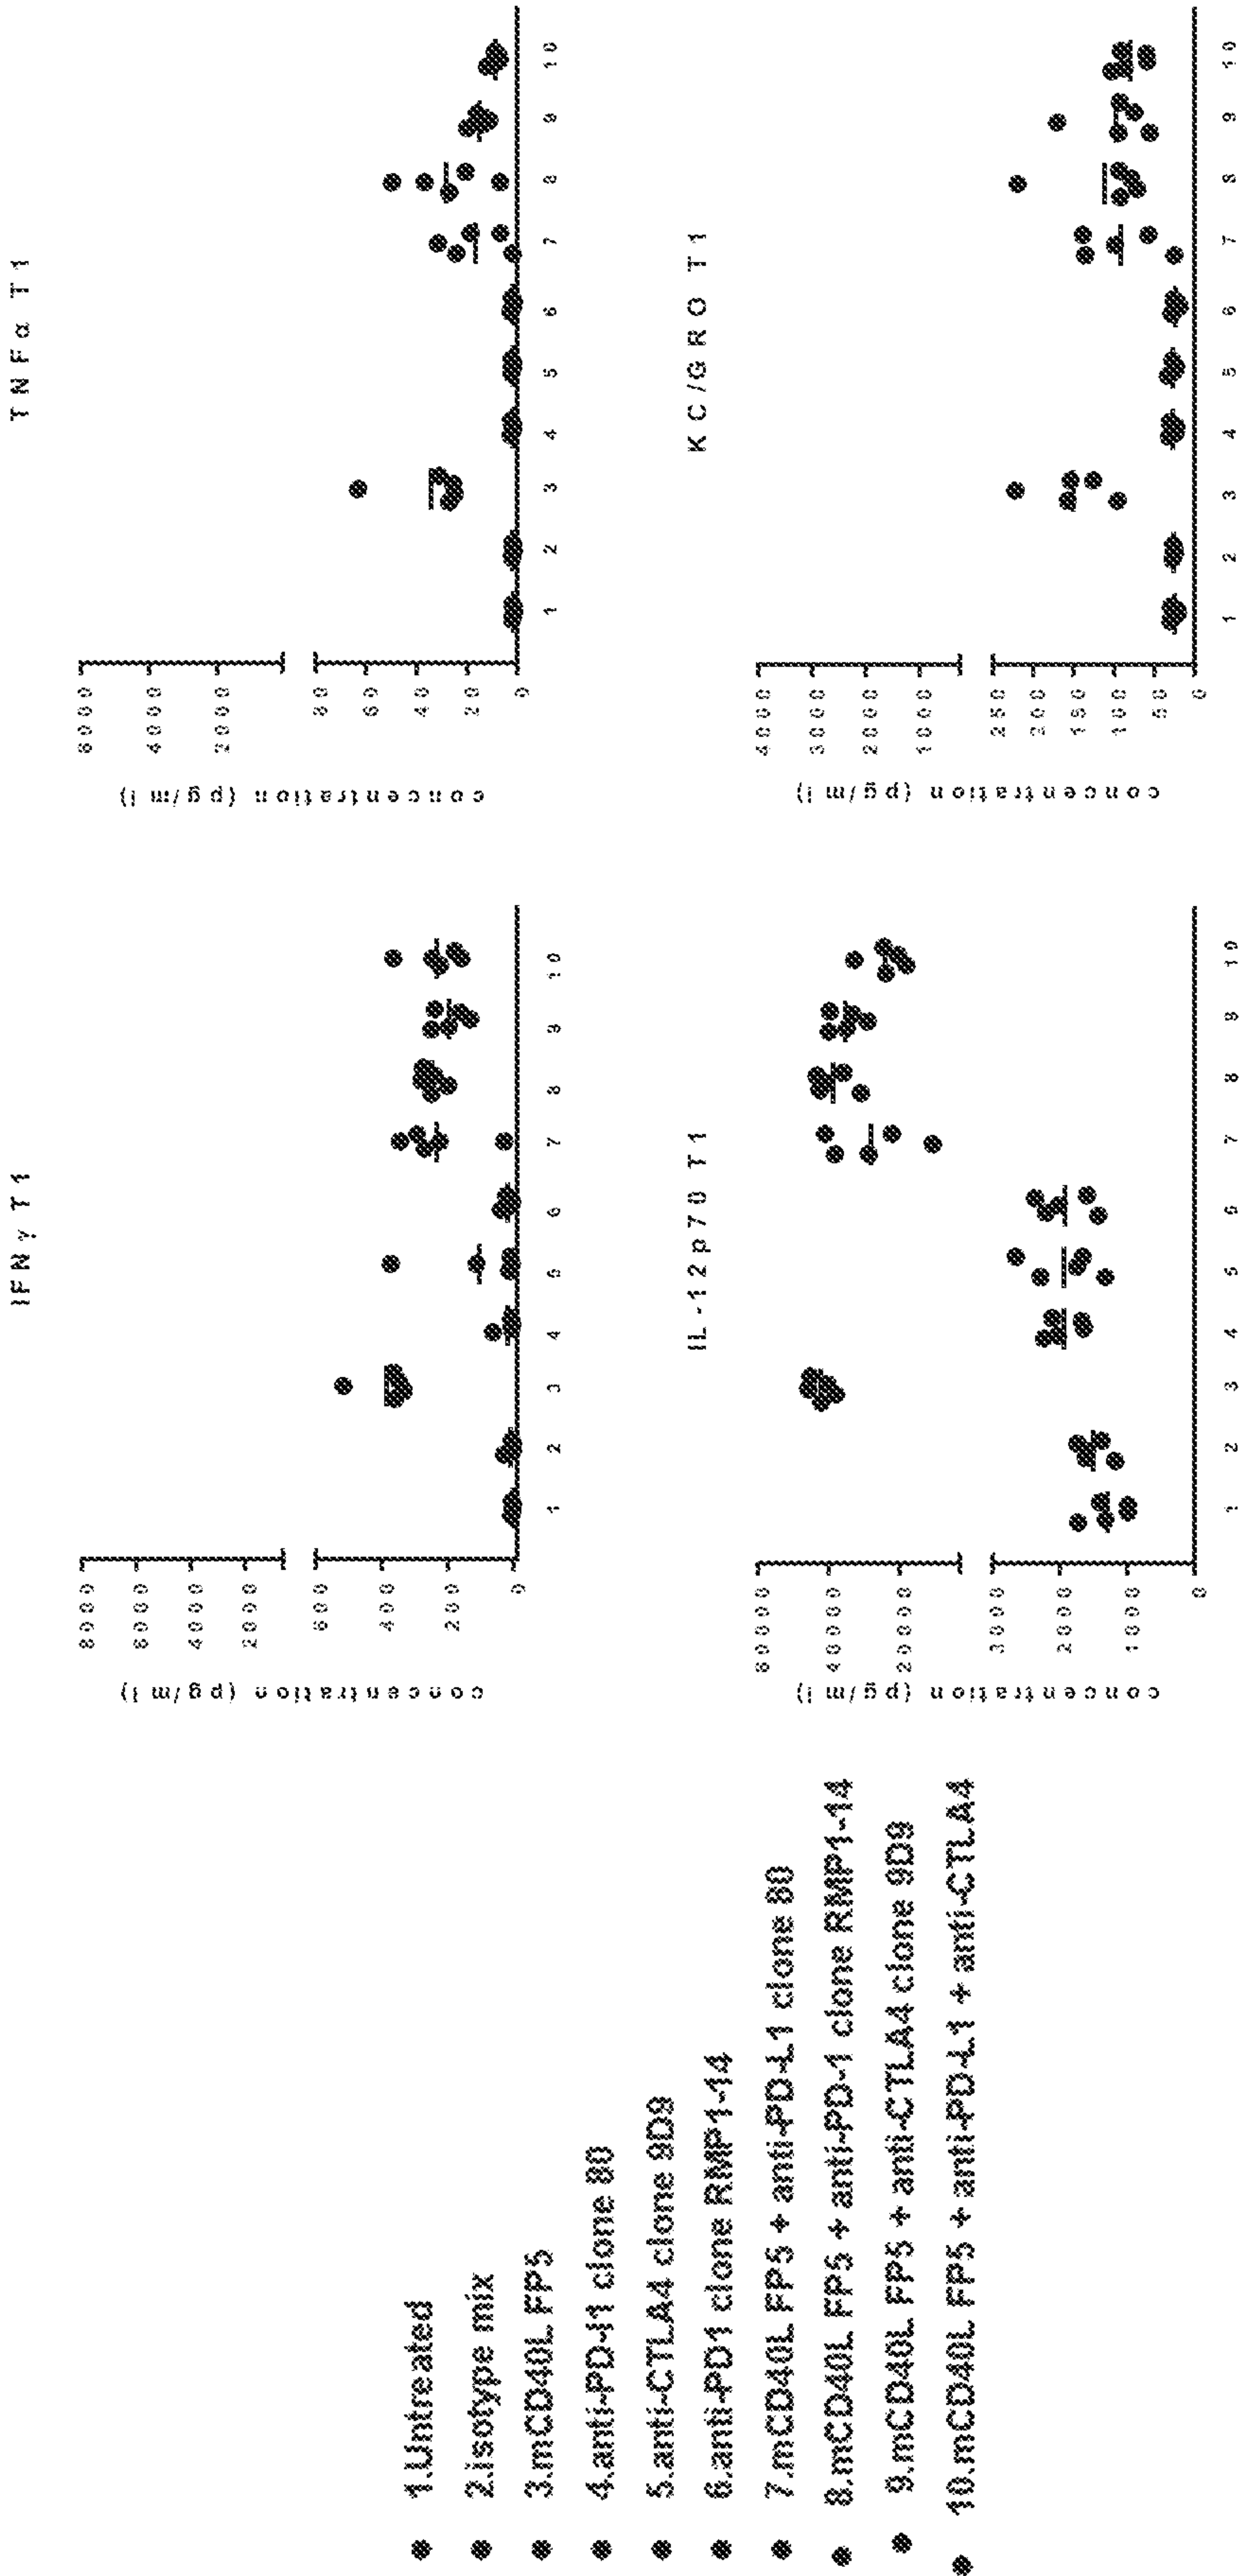 1.Untreated
2.isotype mix
3.mCD40L FP5
4.anti-PD-l1 clone 80
5.anti-CTLA4 clone 9D9
6.anti-PD1 clone RMP1-14
7.mCD40L FP5 + anti-PD-L1 clone 80
8.mCD40L FP5 + anti-PD-1 clone RMP1-14
9.mCD40L FP5 + anti-CTLA4 clone 9D9
10.mCD40L FP5 + anti-PD-L1 + anti-CTLA4
IFNγ T1
concentration (pg/ml)
8000
6000
4000
2000
600
400
200
0
1 2 3 4 5 6 7 8 9 10
TNFα T1
concentration (pg/ml)
6000
4000
2000
80
60
40
20
0
1 2 3 4 5 6 7 8 9 10
IL-12p70 T1
concentration (pg/ml)
60000
40000
20000
3000
2000
1000
0
1 2 3 4 5 6 7 8 9 10
KC/GRO T1
concentration (pg/ml)
4000
3000
2000
1000
250
200
150
100
50
0
1 2 3 4 5 6 7 8 9 10